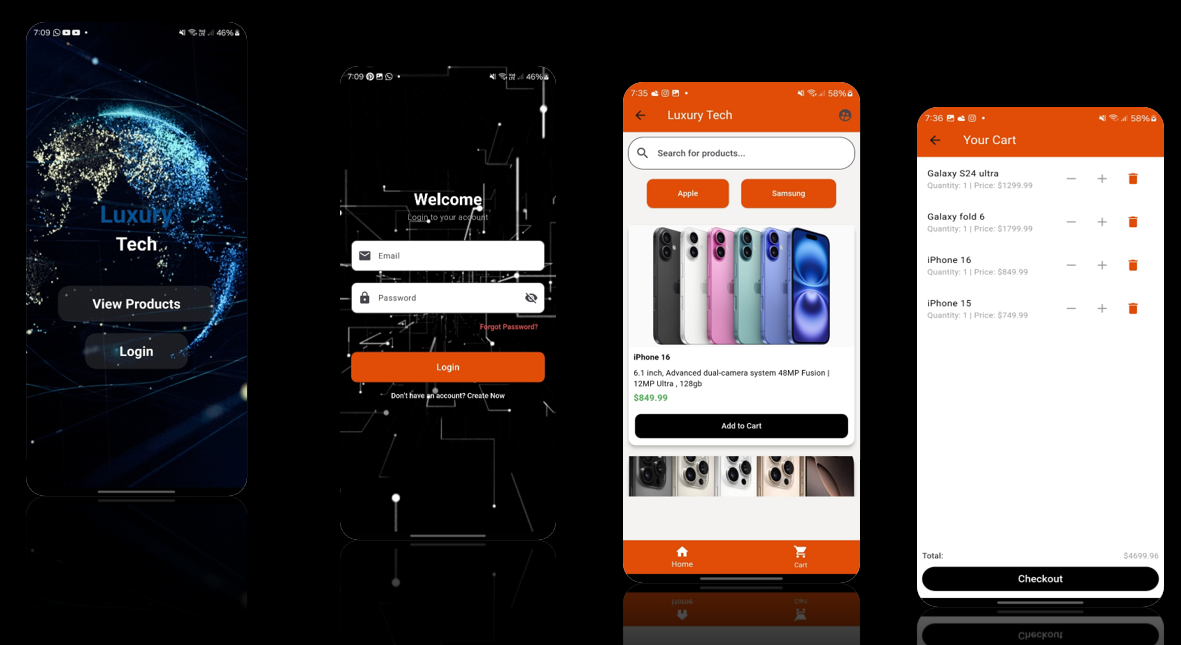 7:09
46%
Luxury
Tech
View Products
Login
7:09
46%
Welcome
Login to your account
Email
Password
Forgot Password?
Login
Don't have an account? Create Now
7:35
58%
Luxury Tech
Search for products...
Apple
Samsung
iPhone 16
6.1 inch, Advanced dual-camera system 48MP Fusion |
12MP Ultra , 128gb
$849.99
Add to Cart
Home
Cart
7:36
58%
Your Cart
Galaxy S24 ultra
Quantity: 1 | Price: $1299.99
Galaxy fold 6
Quantity: 1 | Price: $1799.99
iPhone 16
Quantity: 1 | Price: $849.99
iPhone 15
Quantity: 1 | Price: $749.99
Total: $4699.96
Checkout